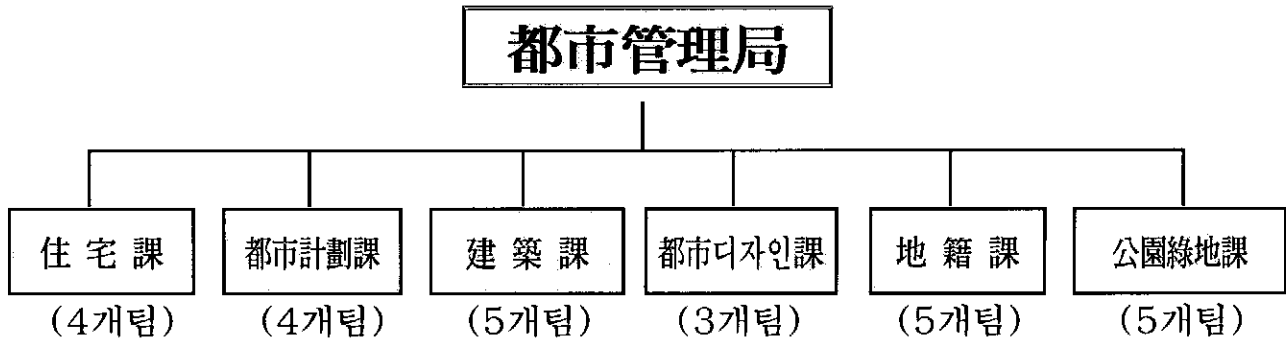 都市管理局
住宅課
都市計劃課
建築課
都市디자인課
地籍課
公園綠地課
(4개팀)
(4개팀)
(5개팀)
(3개팀)
(5개팀)
(5개팀)